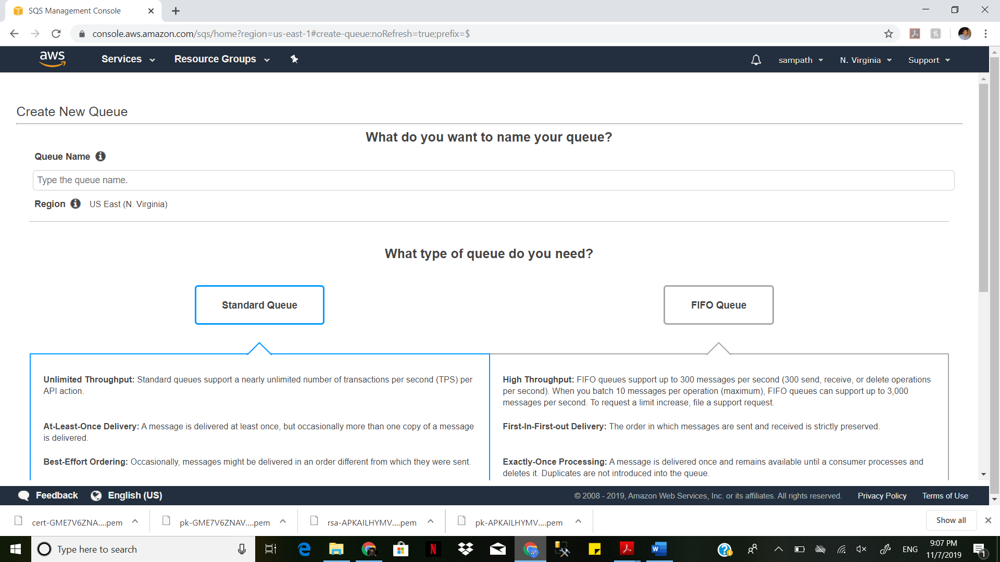 SQS Management Console
console.aws.amazon.com/sqs/home?region=us-east-1#create-queue:noRefresh=true;prefix=$
aws Services Resource Groups sampath N. Virginia Support
Create New Queue
What do you want to name your queue?
Queue Name
Type the queue name.
Region US East (N. Virginia)
What type of queue do you need?
Standard Queue
FIFO Queue
Unlimited Throughput: Standard queues support a nearly unlimited number of transactions per second (TPS) per
API action.
At-Least-Once Delivery: A message is delivered at least once, but occasionally more than one copy of a message
is delivered.
Best-Effort Ordering: Occasionally, messages might be delivered in an order different from which they were sent.
High Throughput: FIFO queues support up to 300 messages per second (300 send, receive, or delete operations
per second). When you batch 10 messages per operation (maximum), FIFO queues can support up to 3,000
messages per second. To request a limit increase, file a support request.
First-In-First-out Delivery: The order in which messages are sent and received is strictly preserved.
Exactly-Once Processing: A message is delivered once and remains available until a consumer processes and
deletes it. Duplicates are not introduced into the queue.
Feedback English (US) © 2008 - 2019, Amazon Web Services, Inc. or its affiliates. All rights reserved. Privacy Policy Terms of Use
cert-GME7V6ZNA....pem pk-GME7V6ZNAV....pem rsa-APKAILHYMV....pem pk-APKAILHYMV....pem Show all
Type here to search ENG 9:07 PM
11/7/2019 1